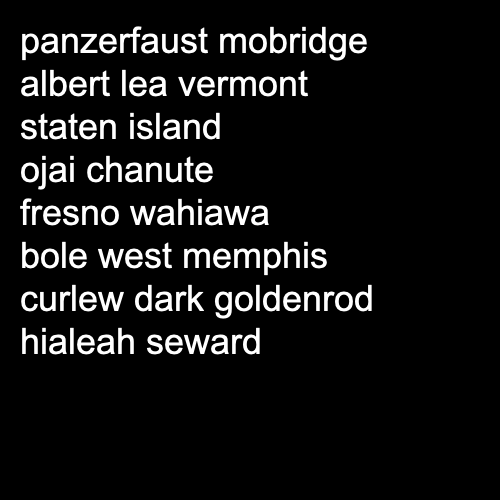 panzerfaust mobridge
albert lea vermont
staten island
ojai chanute
fresno wahiawa
bole west memphis
curlew dark goldenrod
hialeah seward